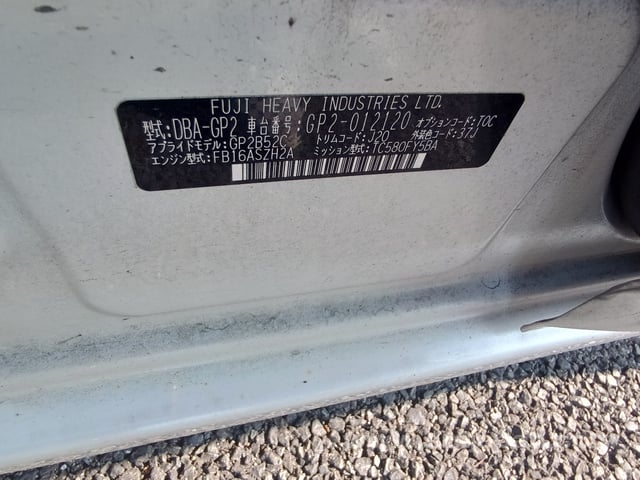 FUJI HEAVY INDUSTRIES LTD.
型式:DBA-GP2 車台番号:GP2-012120 オプションコード:TOC
アプライドモデル:GP2B52C トリムコード:J20 外装色コード:37J
エンジン型式:FB16ASZH2A ミッション型式:TC580FY5BA